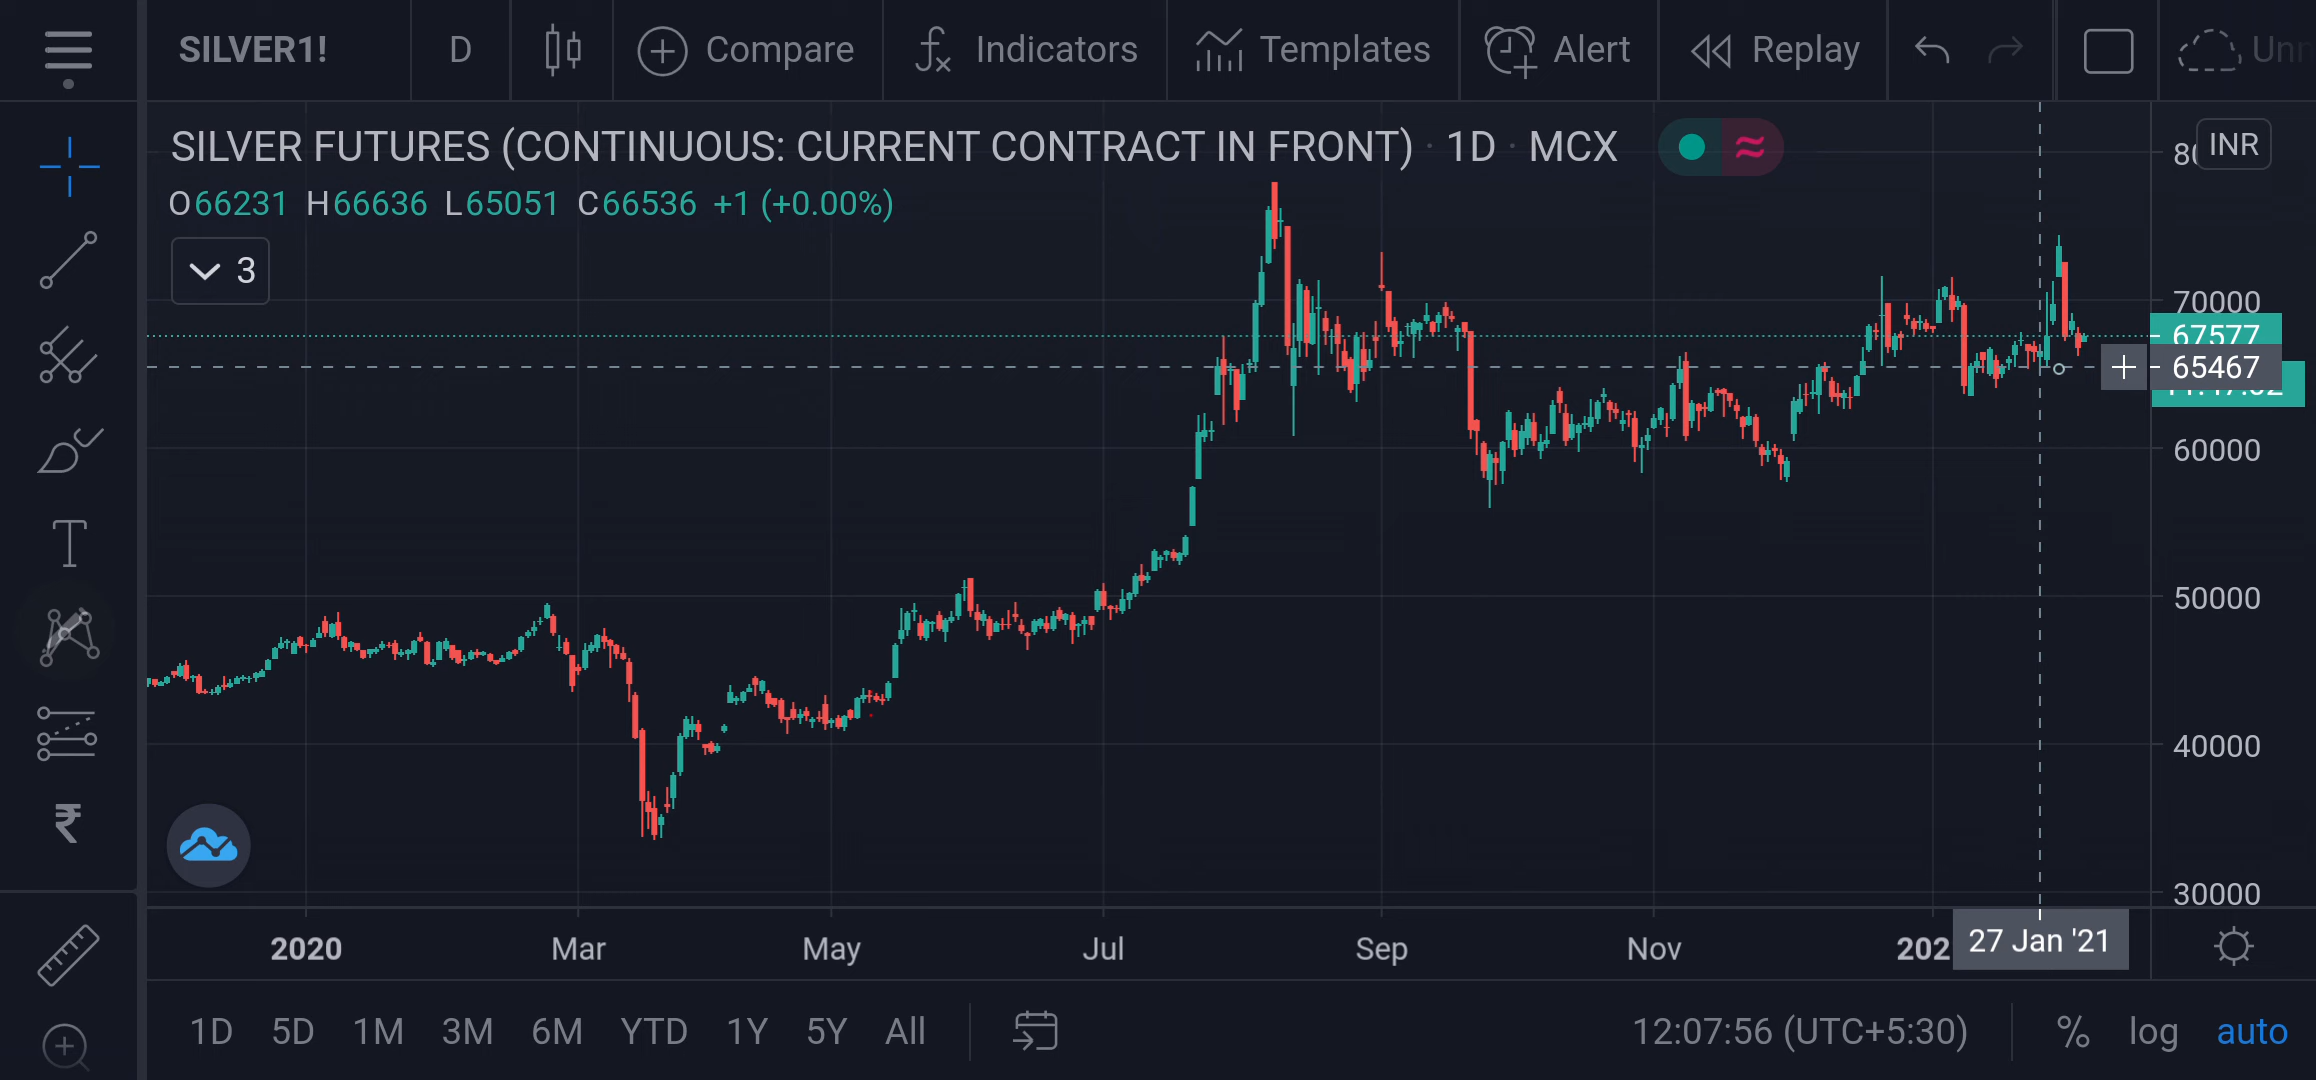 SILVER1! D Compare Indicators Templates Alert Replay
SILVER FUTURES (CONTINUOUS: CURRENT CONTRACT IN FRONT) · 1D · MCX
INR
O66231 H66636 L65051 C66536 +1 (+0.00%)
3
70000
67577
65467
60000
50000
40000
30000
2020 Mar May Jul Sep Nov 27 Jan '21
1D 5D 1M 3M 6M YTD 1Y 5Y All 12:07:56 (UTC+5:30) % log auto